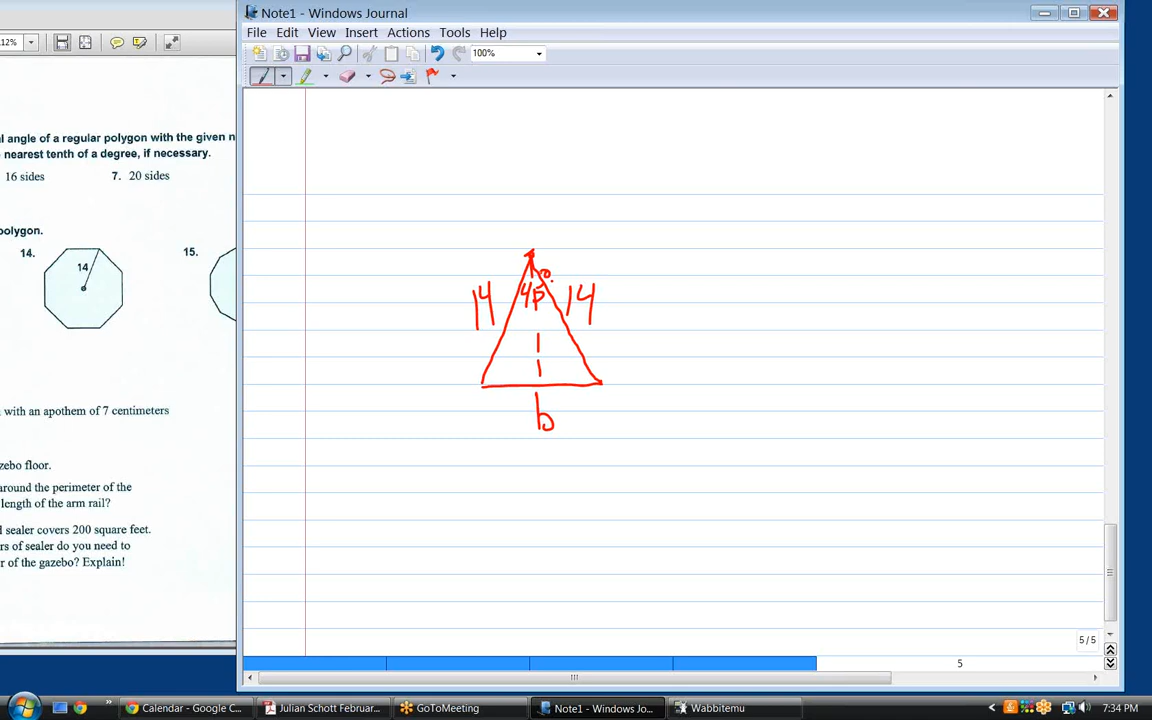 Note1 - Windows Journal
File Edit View Insert Actions Tools Help
12%
100%
al angle of a regular polygon with the given n
e nearest tenth of a degree, if necessary.
16 sides 7. 20 sides
polygon.
14. 15.
14
14 45° 14
b
with an apothem of 7 centimeters
zebo floor.
around the perimeter of the
length of the arm rail?
d sealer covers 200 square feet.
rs of sealer do you need to
or of the gazebo? Explain!
5 / 5
5
Calendar - Google C... Julian Schott Februar... GoToMeeting Note1 - Windows Jo... Wabbitemu 7:34 PM